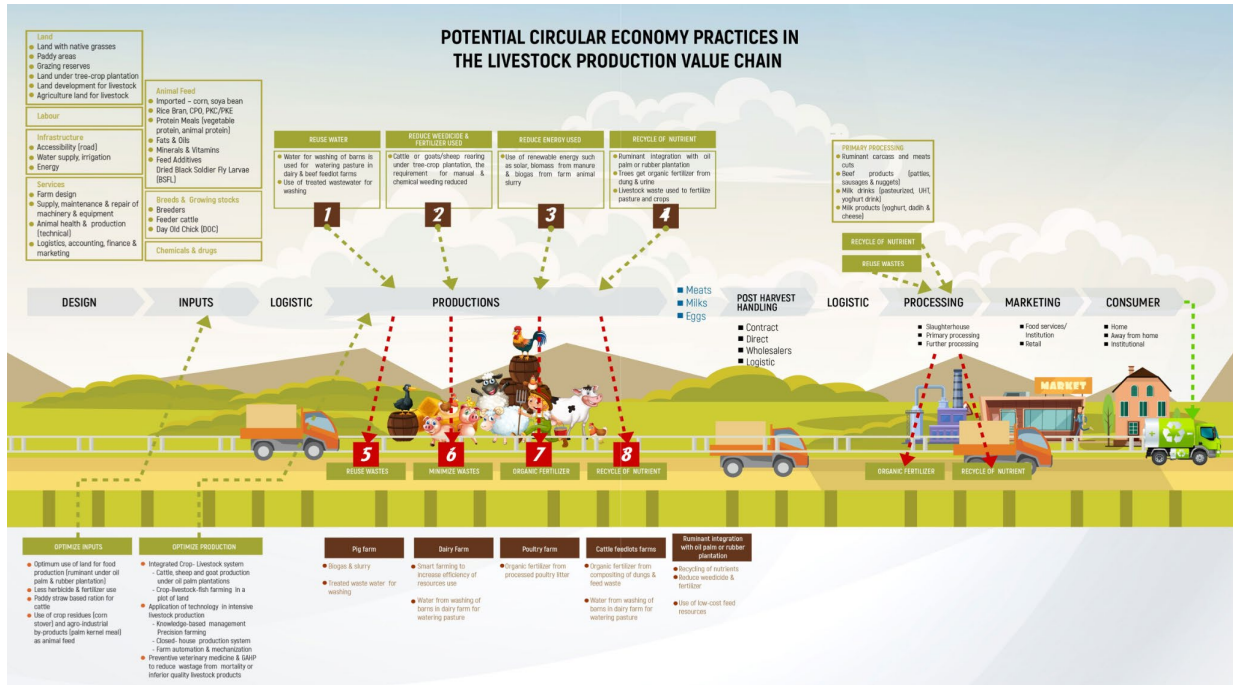 POTENTIAL CIRCULAR ECONOMY PRACTICES IN
THE LIVESTOCK PRODUCTION VALUE CHAIN
Land
Land with native grasses
Paddy areas
Grazing reserves
Land under tree-crop plantation
Land development for livestock
Agriculture land for livestock
Labour
Infrastructure
Accessibility (road)
Water supply, irrigation
Energy
Services
Farm design
Supply, maintenance & repair of
machinery & equipment
Animal health & production
(technical)
Logistics, accounting, finance &
marketing
Animal Feed
Imported – corn, soya bean
Rice Bran, CPO, PKC/PKE
Protein Meals (vegetable
protein, animal protein)
Fats & Oils
Minerals & Vitamins
Feed Additives
Dried Black Soldier Fly Larvae
(BSFL)
Breeds & Growing stocks
Breeders
Feeder cattle
Day Old Chick (DOC)
Chemicals & drugs
REUSE WATER
Water for washing of barns is
used for watering pasture in
dairy & beef feedlot farms
Use of treated wastewater for
washing
1
REDUCE WEEDICIDE &
FERTILIZER USED
Cattle or goats/sheep rearing
under tree-crop plantation, the
requirement for manual &
chemical weeding reduced
2
REDUCE ENERGY USED
Use of renewable energy such
as solar, biomass from manure &
biogas from farm animal
slurry
3
RECYCLE OF NUTRIENT
Ruminant integration with oil
palm or rubber plantation
Trees get organic fertilizer from
dung & urine
Livestock waste used to fertilize
pasture and crops
4
PRIMARY PROCESSING
Ruminant carcass and meats
cuts
Beef products (patties,
sausages & nuggets)
Milk drinks (pasteurized, UHT,
yoghurt drink)
Milk products (yoghurt, dadih &
cheese)
RECYCLE OF NUTRIENT
REUSE WASTES
DESIGN
INPUTS
LOGISTIC
PRODUCTIONS
Meats
Milks
Eggs
POST HARVEST
HANDLING
Contract
Direct
Wholesalers
Logistic
LOGISTIC
PROCESSING
Slaughterhouse
Primary processing
Further processing
MARKETING
Food services/
Institution
Retail
CONSUMER
Home
Away from home
Institutional
MARKET
5
REUSE WASTES
6
MINIMIZE WASTES
7
ORGANIC FERTILIZER
8
RECYCLE OF NUTRIENT
ORGANIC FERTILIZER
RECYCLE OF NUTRIENT
OPTIMIZE INPUTS
Optimum use of land for food
production (ruminant under oil
palm & rubber plantation)
Less herbicide & fertilizer use
Paddy straw based ration for
cattle
Use of crop residues (corn
stover) and agro-industrial
by-products (palm kernel meal)
as animal feed
OPTIMIZE PRODUCTION
Integrated Crop- Livestock system
- Cattle, sheep and goat production
under oil palm plantations
- Crop-livestock-fish farming in a
plot of land
Application of technology in intensive
livestock production
- Knowledge-based management
Precision farming
- Closed- house production system
- Farm automation & mechanization
Preventive veterinary medicine & GAHP
to reduce wastage from mortality or
inferior quality livestock products
Pig farm
Biogas & slurry
Treated waste water for
washing
Dairy Farm
Smart farming to
increase efficiency of
resources use
Water from washing of
barns in dairy farm for
watering pasture
Poultry farm
Organic fertilizer from
processed poultry litter
Cattle feedlots farms
Organic fertilizer from
compositing of dungs &
feed waste
Water from washing of
barns in dairy farm for
watering pasture
Ruminant integration
with oil palm or rubber
plantation
Recycling of nutrients
Reduce weedicide &
fertilizer
Use of low-cost feed
resources